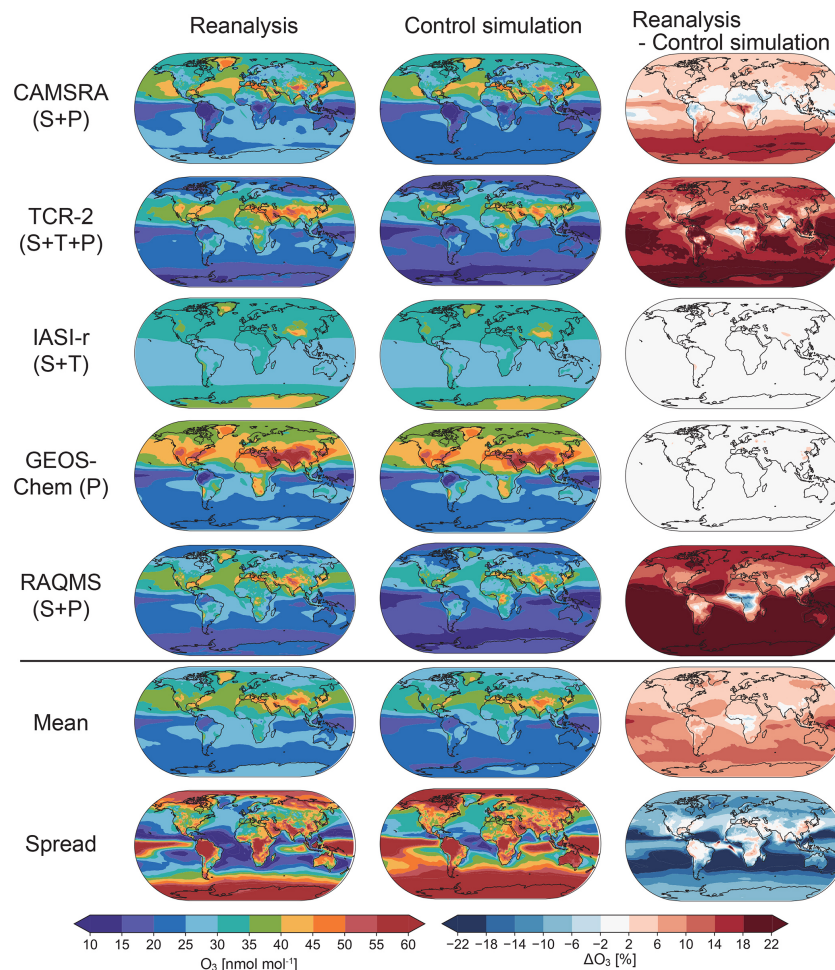 Reanalysis
Control simulation
Reanalysis
- Control simulation
CAMSRA
(S+P)
TCR-2
(S+T+P)
IASI-r
(S+T)
GEOS-
Chem (P)
RAQMS
(S+P)
Mean
Spread
10 15 20 25 30 35 40 45 50 55 60
O₃ [nmol mol⁻¹]
−22 −18 −14 −10 −6 −2 2 6 10 14 18 22
ΔO₃ [%]